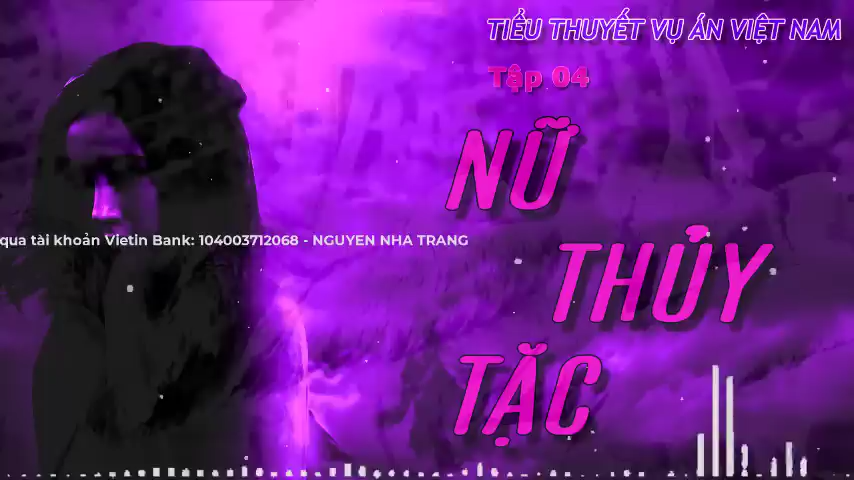 TIỂU THUYẾT VỤ ÁN VIỆT NAM
Tập 04
NỮ
THỦY
TẶC
qua tài khoản Vietin Bank: 104003712068 - NGUYEN NHA TRANG